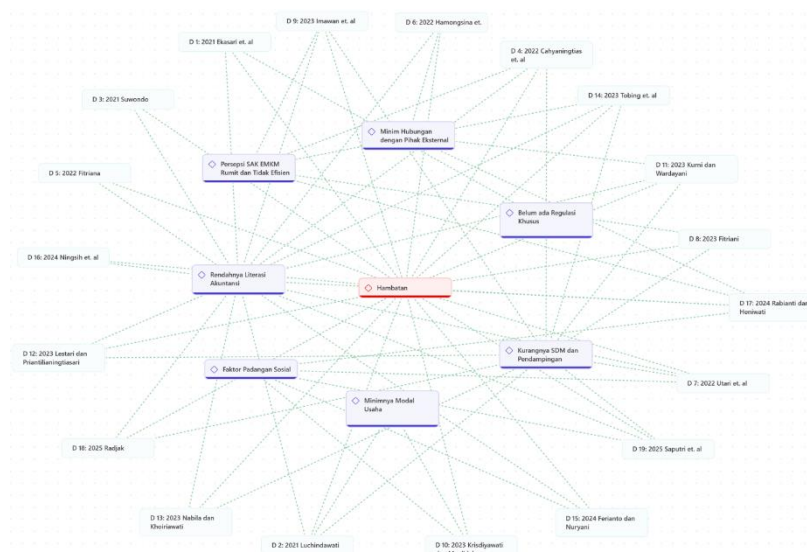 D 9: 2023 Imawan et. al
D 6: 2022 Hamongsina et.
D 1: 2021 Ekasari et. al
D 4: 2022 Cahyaningties
et. al
D 3: 2021 Suwondo
D 14: 2023 Tobing et. al
Minim Hubungan
dengan Pihak Eksternal
Persepsi SAK EMKM
Rumit dan Tidak Efisien
D 11: 2023 Kumi dan
Wardayani
D 5: 2022 Fitriana
Belum ada Regulasi
Khusus
D 8: 2023 Fitriani
D 16: 2024 Ningsih et. al
Rendahnya Literasi
Akuntansi
Hambatan
D 17: 2024 Rabianti dan
Honiwati
D 12: 2023 Lestari dan
Priantilianingtiasari
Kurangnya SDM dan
Pendampingan
Faktor Padangan Sosial
D 7: 2022 Utari et. al
Minimnya Modal
Usaha
D 18: 2025 Radjak
D 19: 2025 Saputri et. al
D 13: 2023 Nabila dan
Khoiriawati
D 15: 2024 Ferianto dan
Nuryani
D 2: 2021 Luchindawati
D 10: 2023 Krisdiyawati